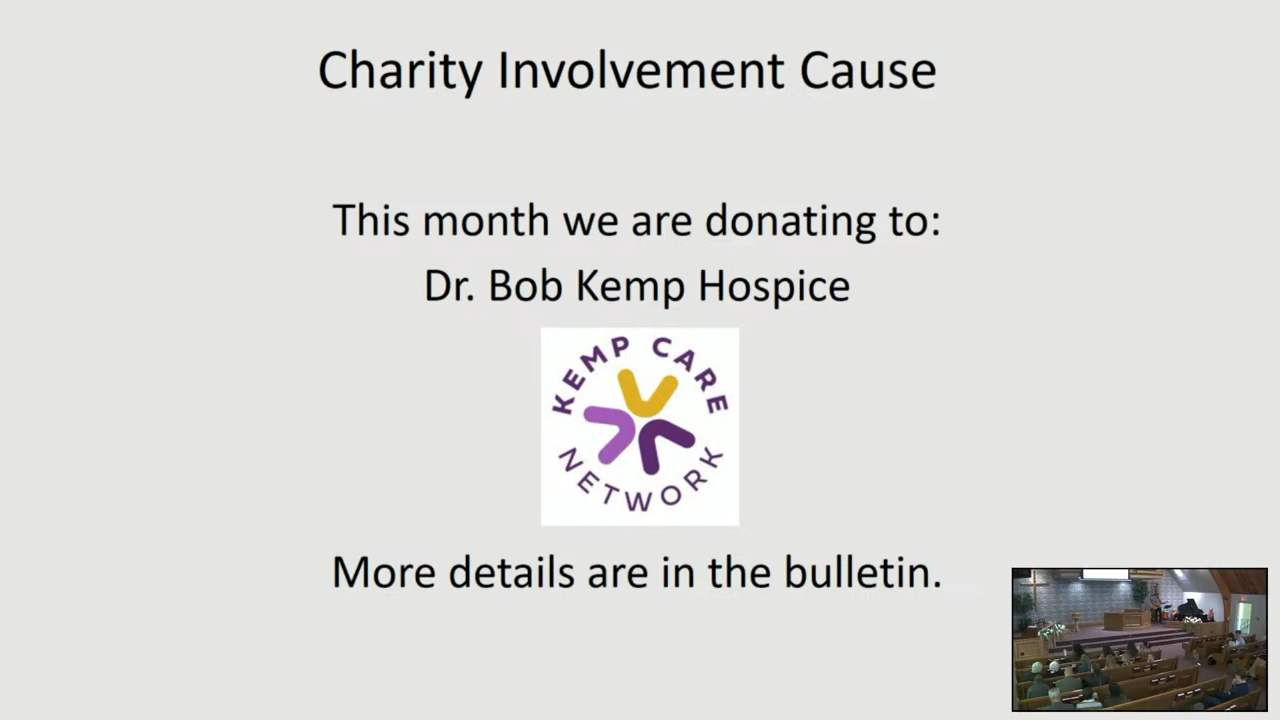 Charity Involvement Cause
This month we are donating to:
Dr. Bob Kemp Hospice
KEMP CARE
NETWORK
More details are in the bulletin.